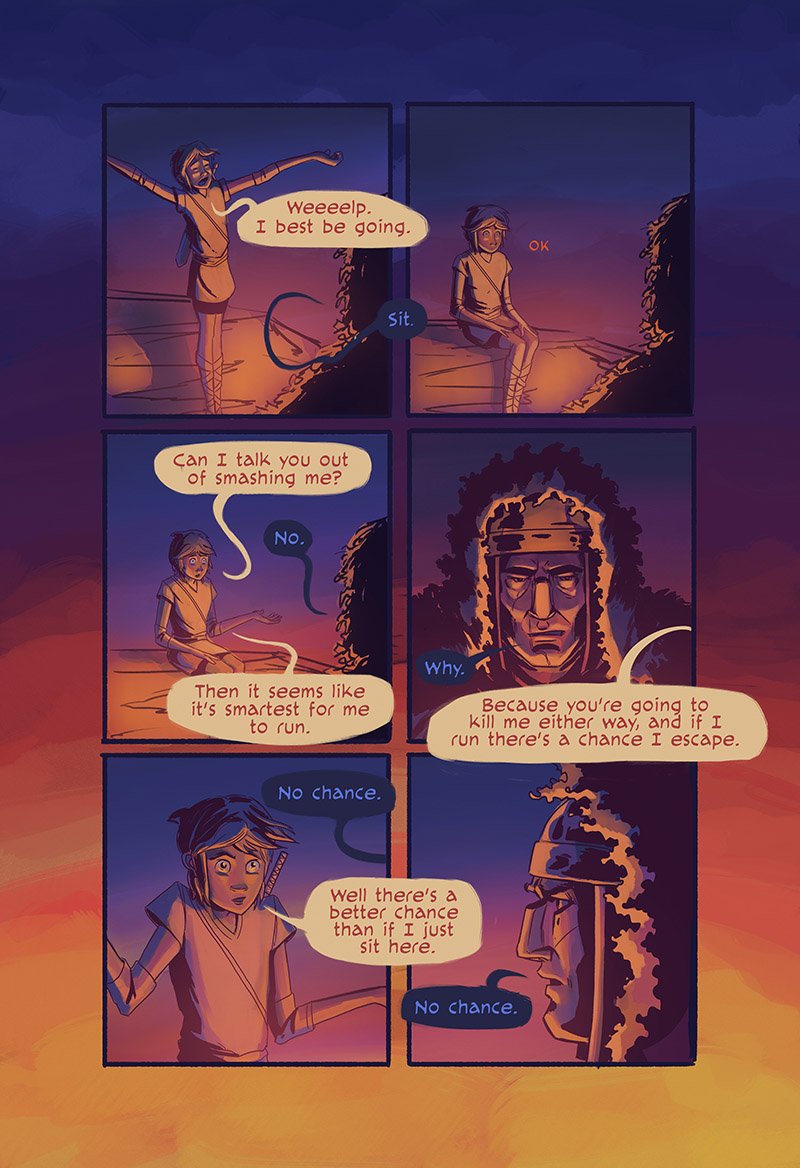 Weeeelp.
I best be going.
Sit.
OK
Can I talk you out
of smashing me?
No.
Then it seems like
it's smartest for me
to run.
Why.
Because you're going to
kill me either way, and if I
run there's a chance I escape.
No chance.
Well there's a
better chance
than if I just
sit here.
No chance.